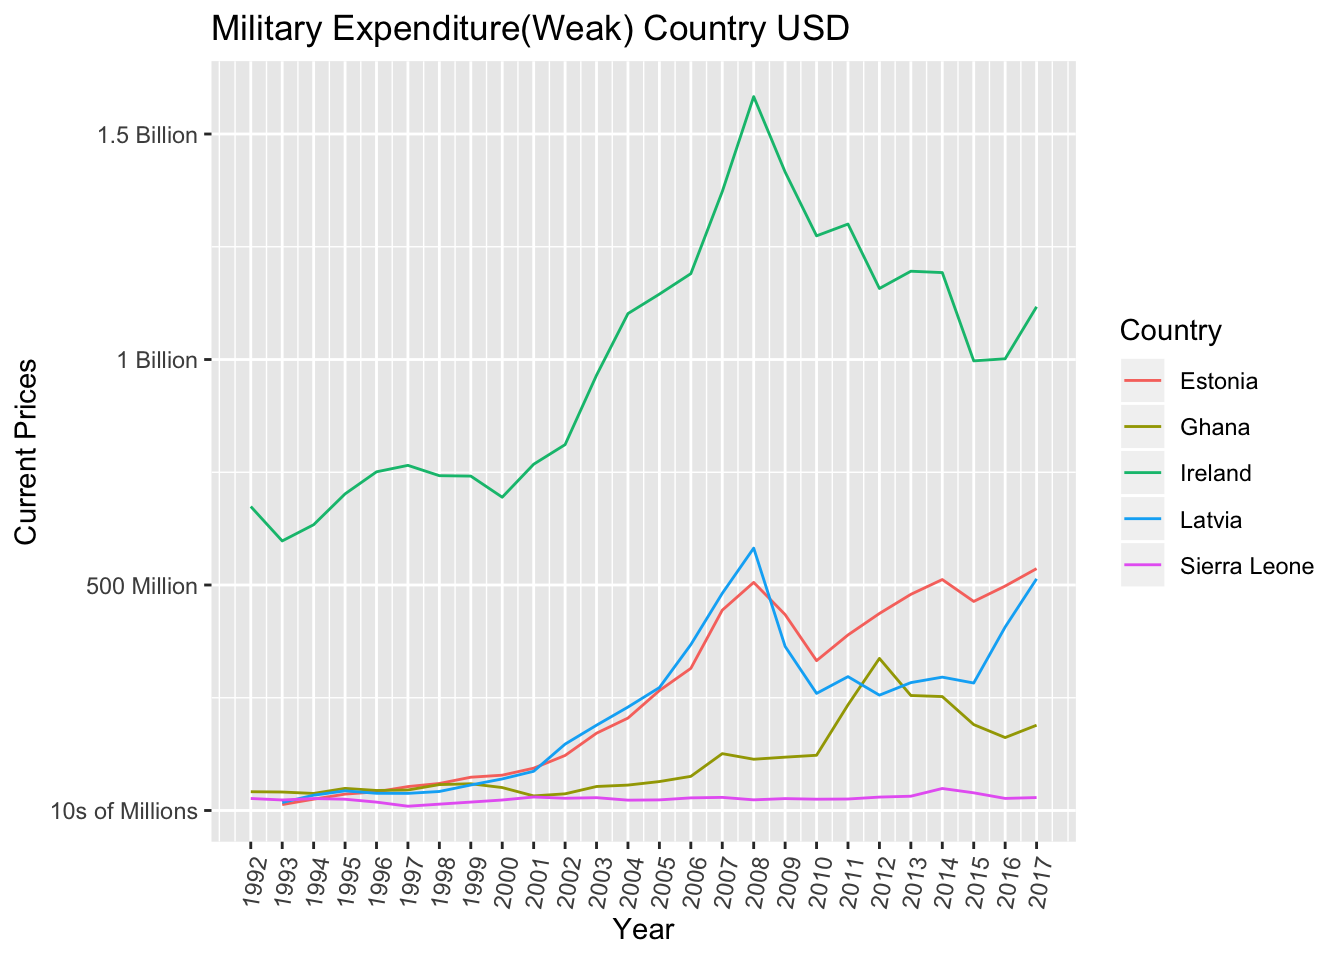 Military Expenditure(Weak) Country USD
Current Prices
1.5 Billion
1 Billion
500 Million
10s of Millions
1992
1993
1994
1995
1996
1997
1998
1999
2000
2001
2002
2003
2004
2005
2006
2007
2008
2009
2010
2011
2012
2013
2014
2015
2016
2017
Year
Country
Estonia
Ghana
Ireland
Latvia
Sierra Leone